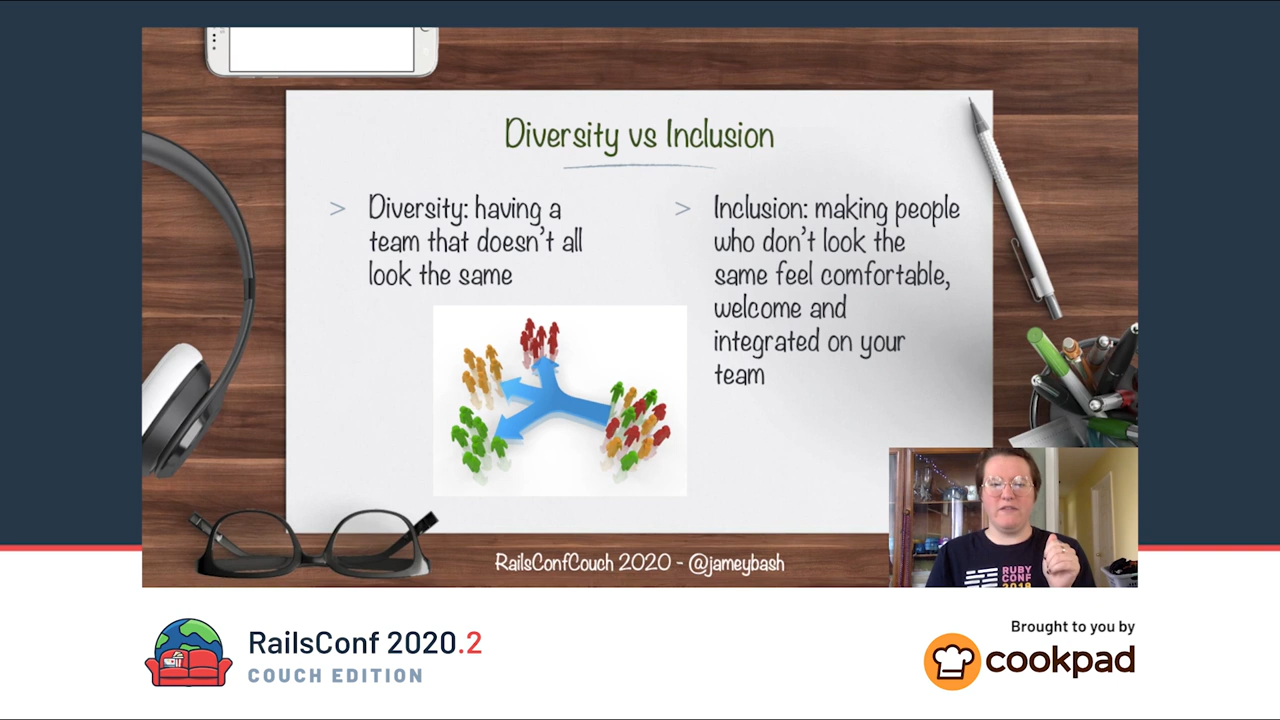 Diversity vs Inclusion
> Diversity: having a
team that doesn't all
look the same
> Inclusion: making people
who don't look the
same feel comfortable,
welcome and
integrated on your
team
RUBY
CONF
2018
RailsConfCouch 2020 - @jameybash
RailsConf 2020.2
COUCH EDITION
Brought to you by
cookpad